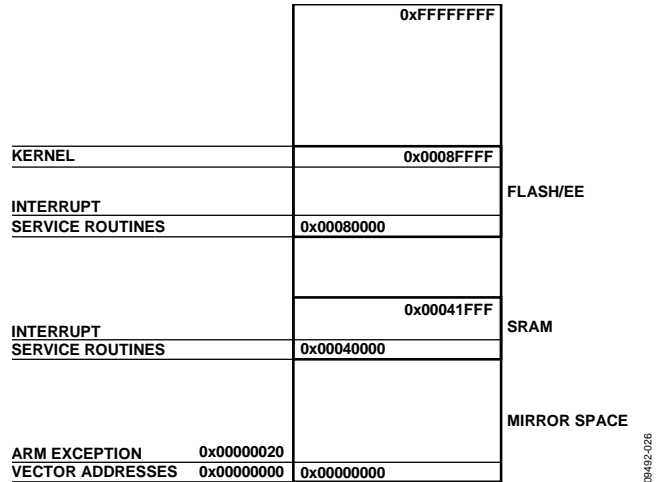 0xFFFFFFFF
KERNEL 0x0008FFFF
FLASH/EE
INTERRUPT
SERVICE ROUTINES 0x00080000
0x00041FFF
SRAM
INTERRUPT
SERVICE ROUTINES 0x00040000
MIRROR SPACE
ARM EXCEPTION 0x00000020
VECTOR ADDRESSES 0x00000000 0x00000000
09492-026